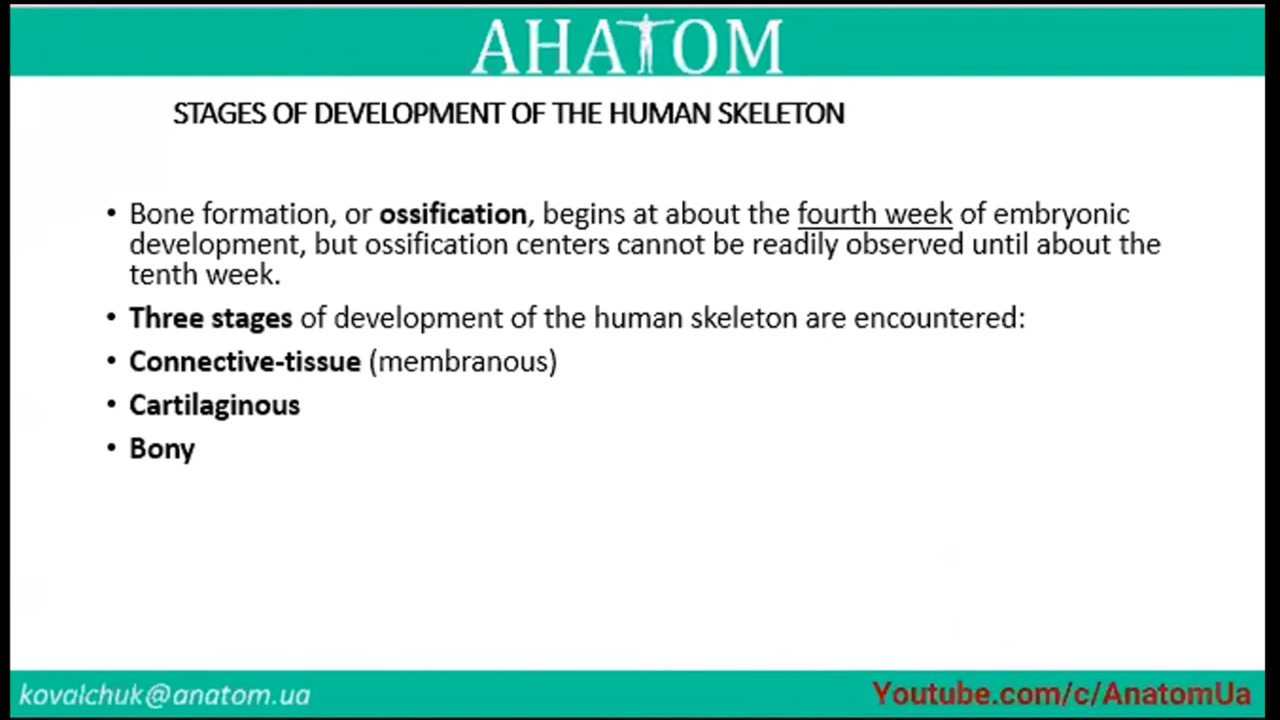 АНАТОМ
STAGES OF DEVELOPMENT OF THE HUMAN SKELETON
• Bone formation, or ossification, begins at about the fourth week of embryonic
development, but ossification centers cannot be readily observed until about the
tenth week.
• Three stages of development of the human skeleton are encountered:
• Connective-tissue (membranous)
• Cartilaginous
• Bony
kovalchuk@anatom.ua
Youtube.com/c/AnatomUa